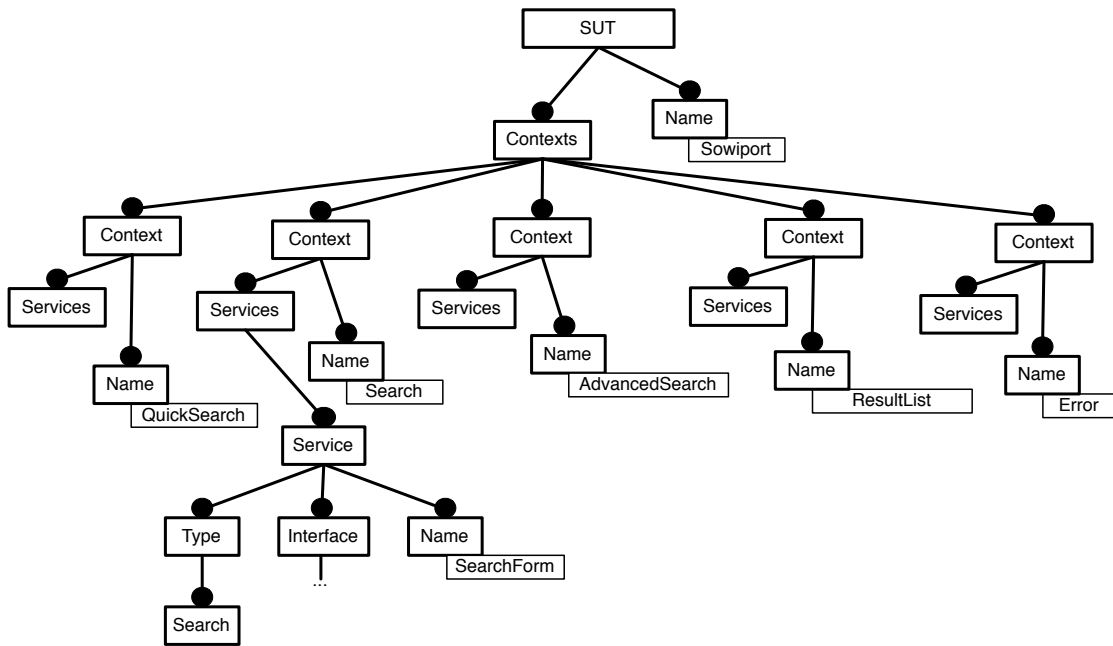 SUT
Name
Contexts
Sowiport
Context
Context
Context
Context
Context
Services
Services
Services
Services
Services
Name
Name
Name
Name
Name
QuickSearch
Search
AdvancedSearch
ResultList
Error
Service
Type
Interface
Name
SearchForm
...
Search